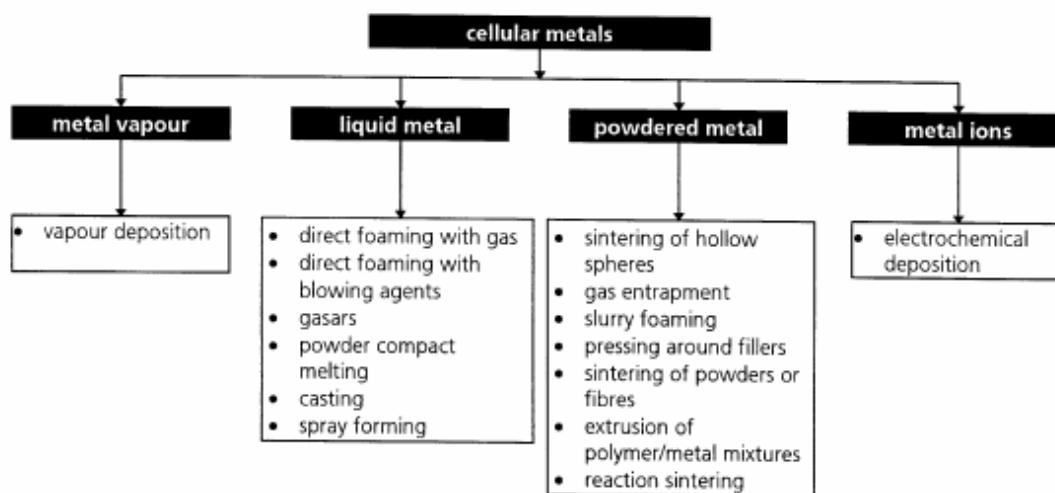 cellular metals
metal vapour
liquid metal
powdered metal
metal ions
• vapour deposition
• direct foaming with gas
• direct foaming with
blowing agents
• gasars
• powder compact
melting
• casting
• spray forming
• sintering of hollow
spheres
• gas entrapment
• slurry foaming
• pressing around fillers
• sintering of powders or
fibres
• extrusion of
polymer/metal mixtures
• reaction sintering
• electrochemical
deposition